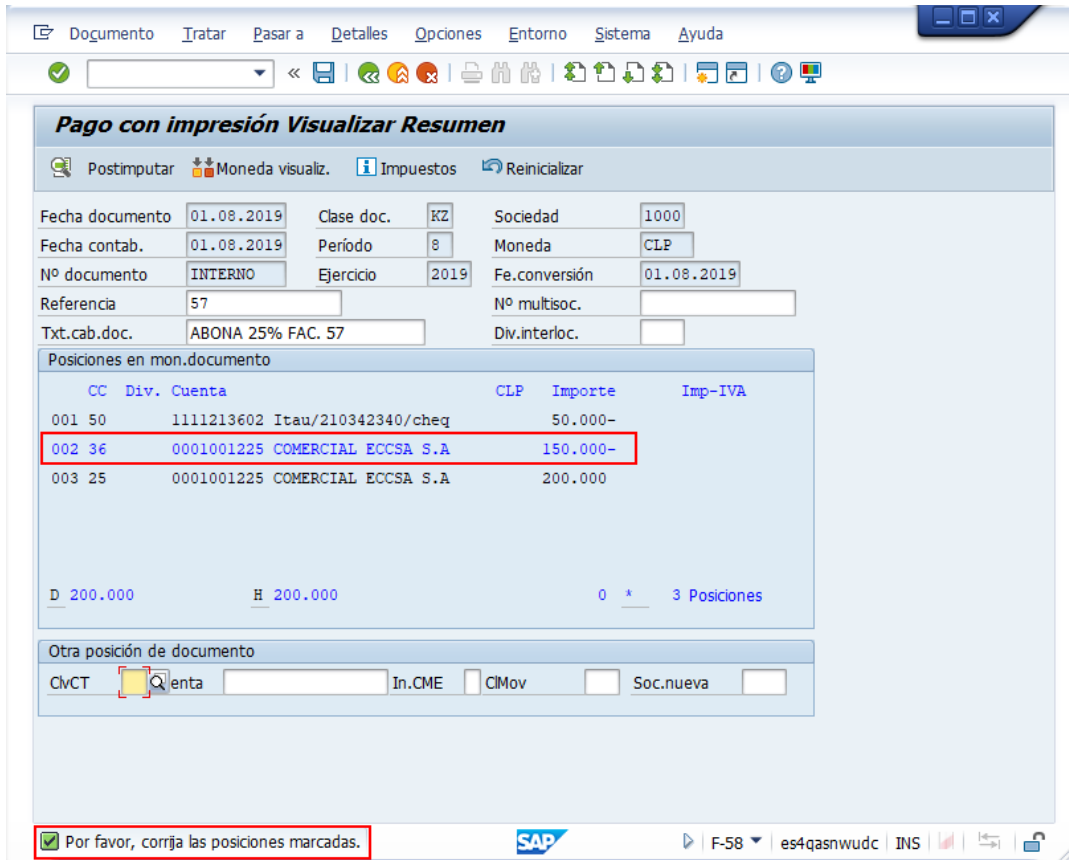 Documento Tratar Pasar a Detalles Opciones Entorno Sistema Ayuda
Pago con impresión Visualizar Resumen
Postimputar Moneda visualiz. Impuestos Reinicializar
Fecha documento 01.08.2019 Clase doc. KZ Sociedad 1000
Fecha contab. 01.08.2019 Período 8 Moneda CLP
Nº documento INTERNO Ejercicio 2019 Fe.conversión 01.08.2019
Referencia 57 Nº multisoc.
Txt.cab.doc. ABONA 25% FAC. 57 Div.interloc.
Posiciones en mon.documento
CC Div. Cuenta CLP Importe Imp-IVA
001 50 1111213602 Itau/210342340/cheq 50.000-
002 36 0001001225 COMERCIAL ECCSA S.A 150.000-
003 25 0001001225 COMERCIAL ECCSA S.A 200.000
D 200.000 H 200.000 0 * 3 Posiciones
Otra posición de documento
ClvCT enta In.CME ClMov Soc.nueva
Por favor, corrija las posiciones marcadas. SAP F-58 es4qasnwudc INS